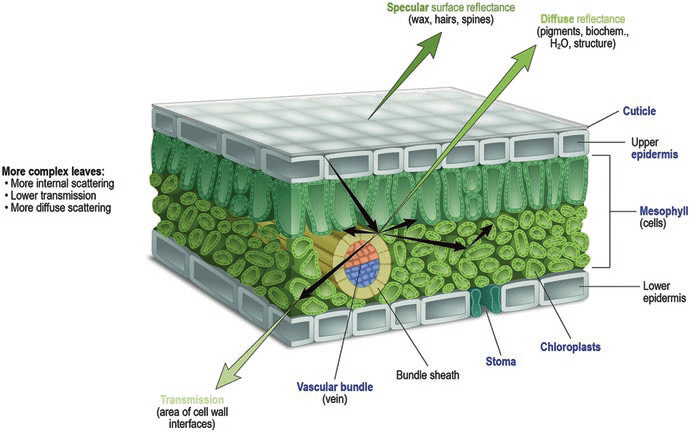 Specular surface reflectance
(wax, hairs, spines)
Diffuse reflectance
(pigments, biochem.,
H₂O, structure)
Cuticle
Upper
epidermis
More complex leaves:
• More internal scattering
• Lower transmission
• More diffuse scattering
Mesophyll
(cells)
Lower
epidermis
Chloroplasts
Stoma
Bundle sheath
Vascular bundle
(vein)
Transmission
(area of cell wall
interfaces)